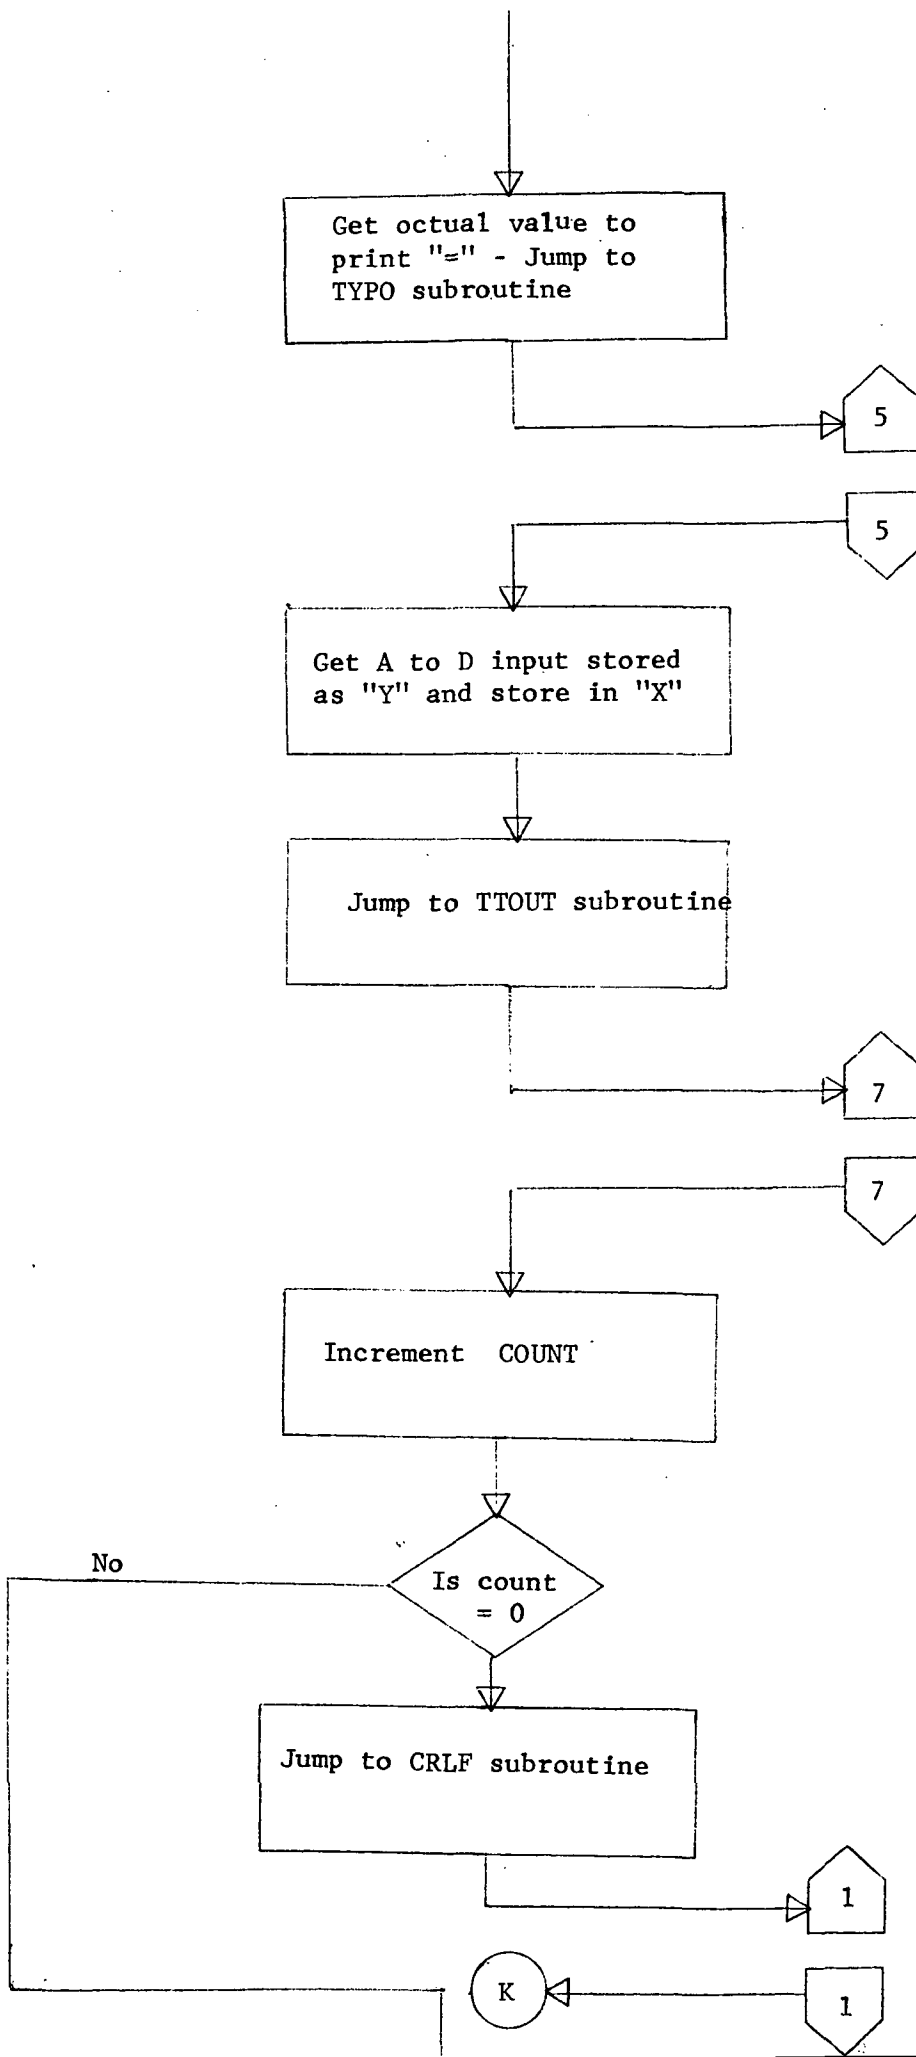 Get octual value to
print "=" - Jump to
TYPO subroutine
5
5
Get A to D input stored
as "Y" and store in "X"
Jump to TTOUT subroutine
7
7
Increment COUNT
No
Is count
= 0
Jump to CRLF subroutine
1
K
1